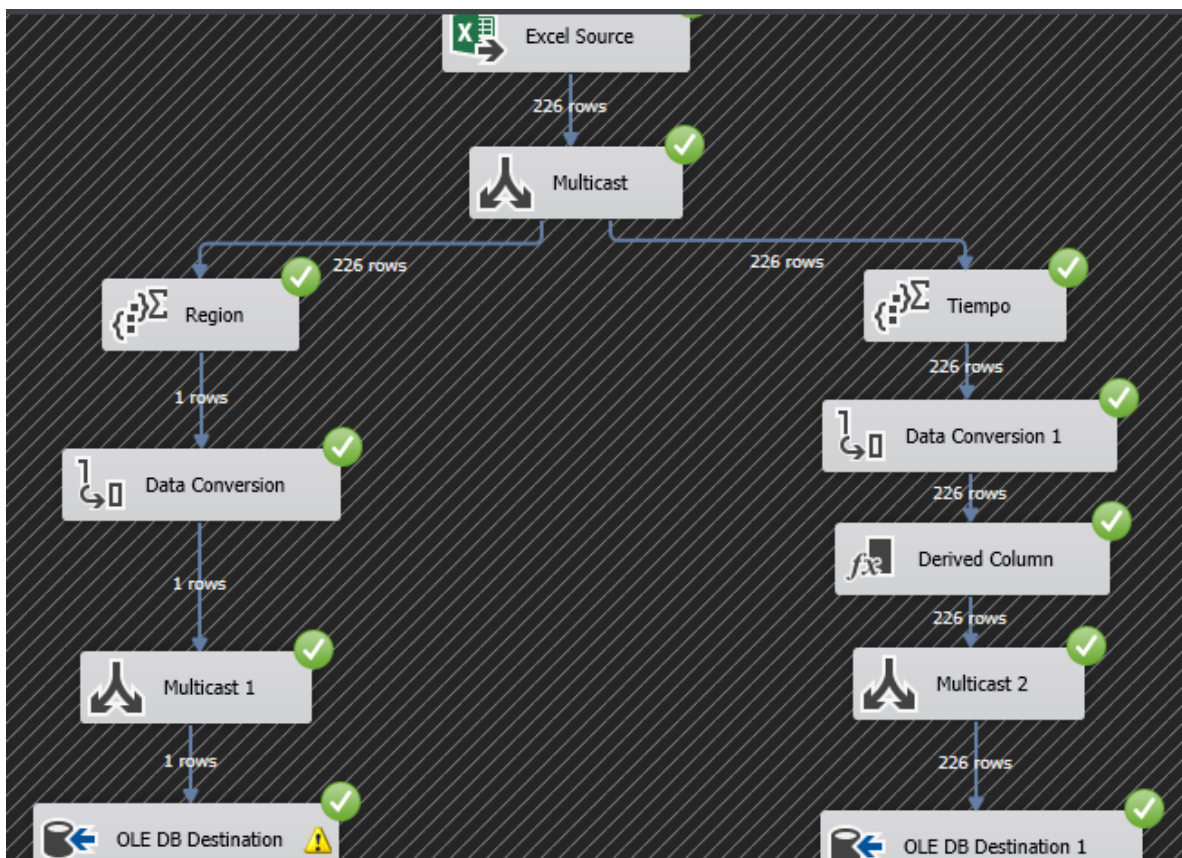 Excel Source
226 rows
Multicast
226 rows
226 rows
Region
Tiempo
1 rows
226 rows
Data Conversion
Data Conversion 1
226 rows
Derived Column
1 rows
226 rows
Multicast 1
Multicast 2
1 rows
226 rows
OLE DB Destination
OLE DB Destination 1